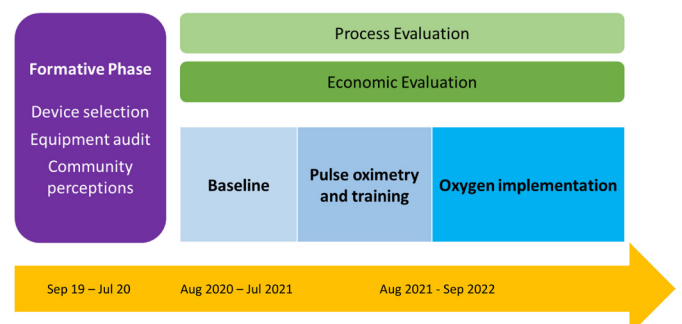 Formative Phase
Device selection
Equipment audit
Community
perceptions
Process Evaluation
Economic Evaluation
Baseline
Pulse oximetry
and training
Oxygen implementation
Sep 19 – Jul 20
Aug 2020 – Jul 2021
Aug 2021 - Sep 2022